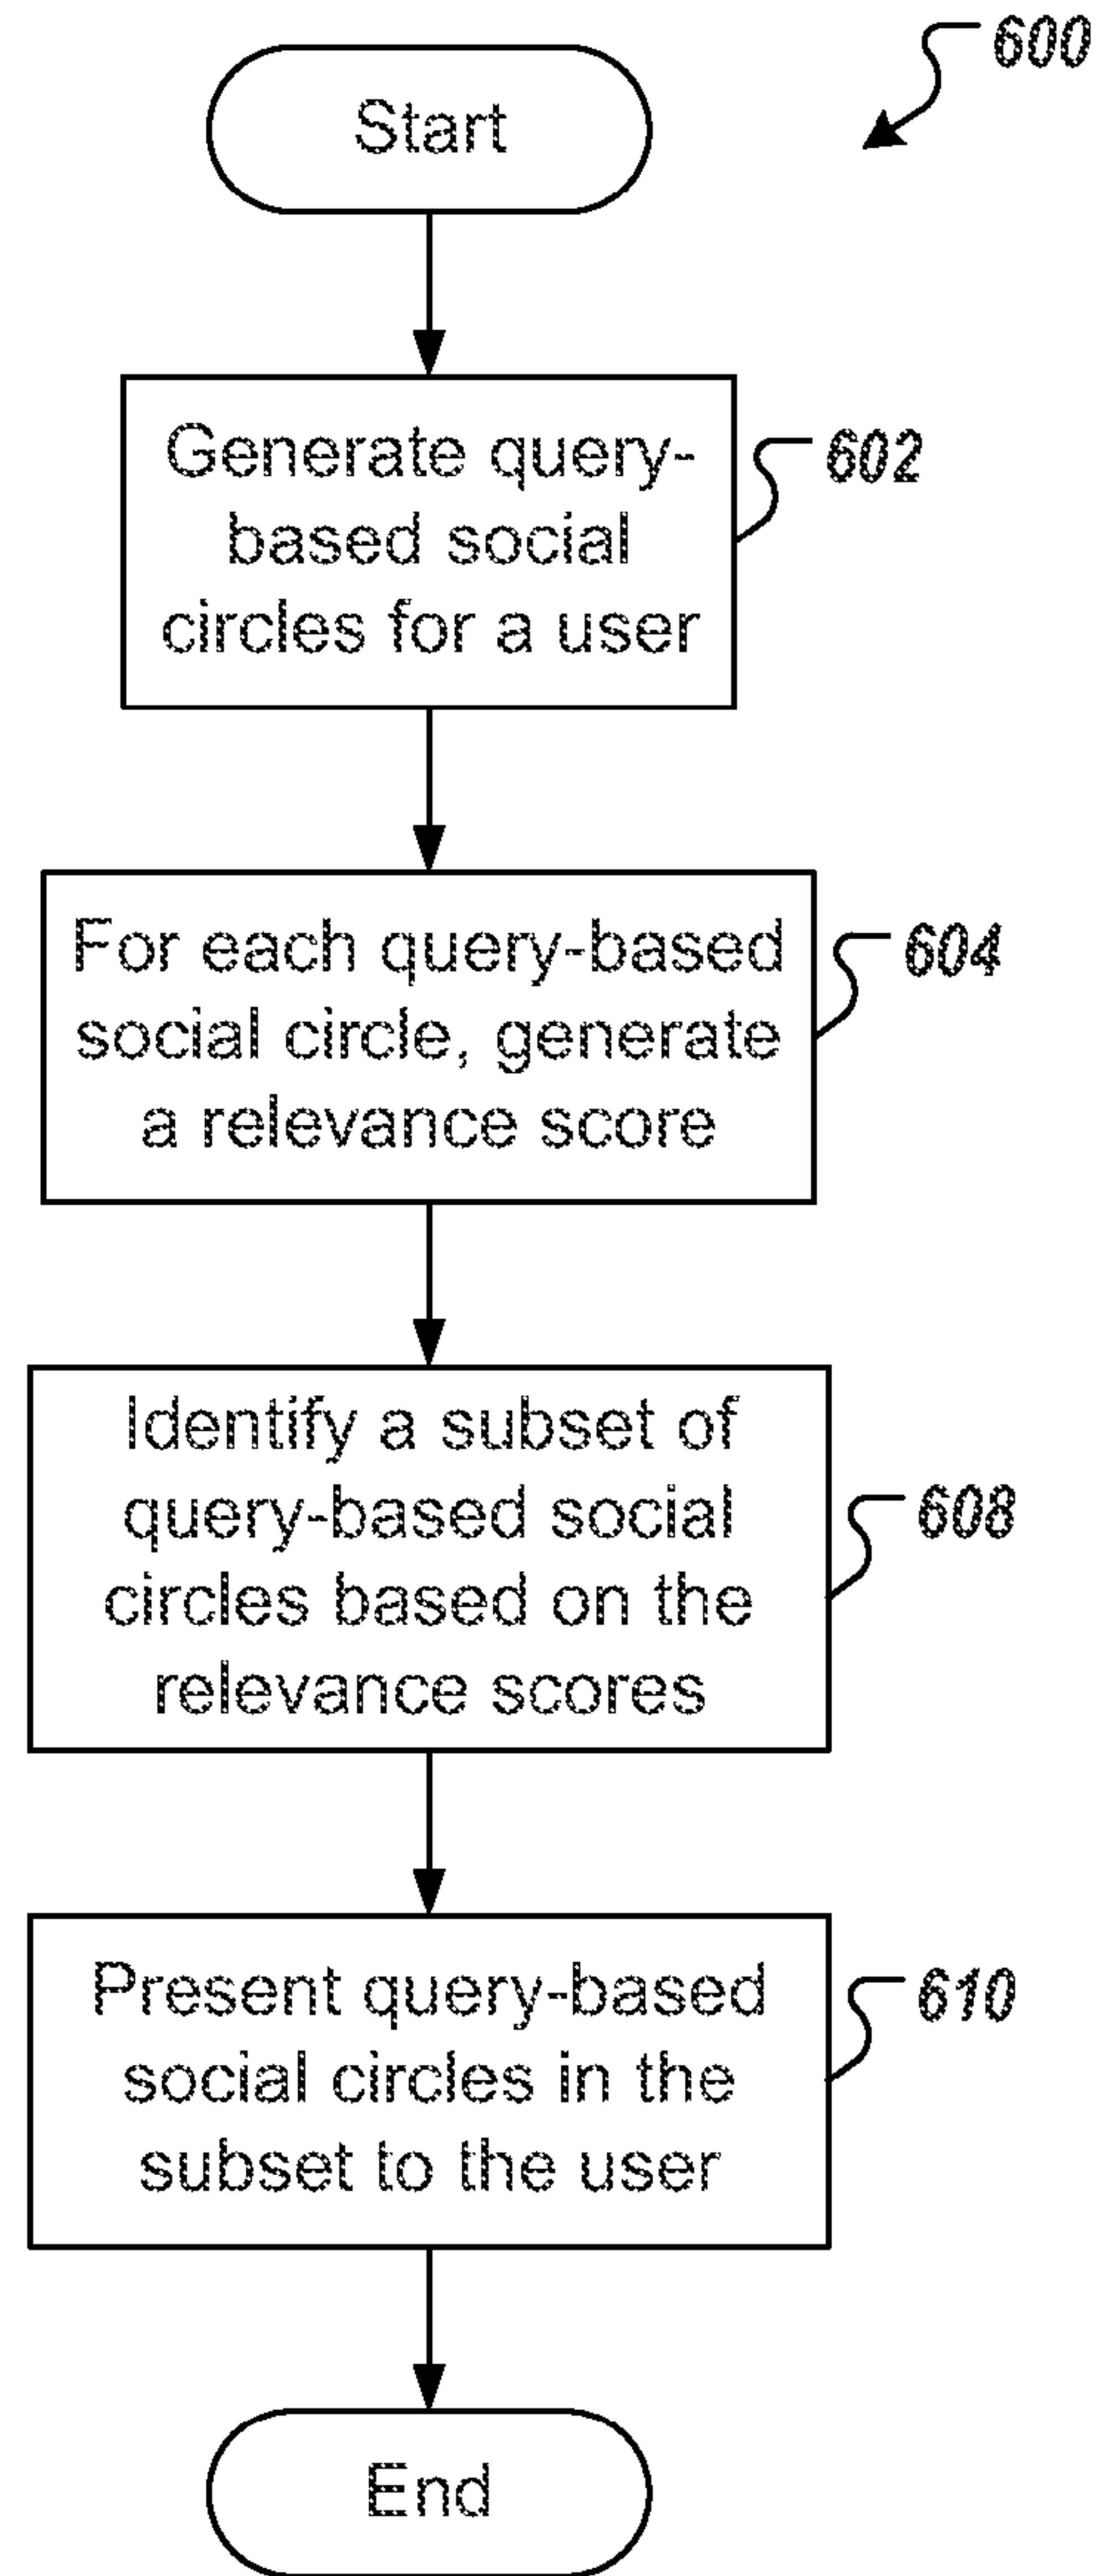 600
Start
Generate query-
based social
circles for a user
602
For each query-based
social circle, generate
a relevance score
604
Identify a subset of
query-based social
circles based on the
relevance scores
608
Present query-based
social circles in the
subset to the user
610
End